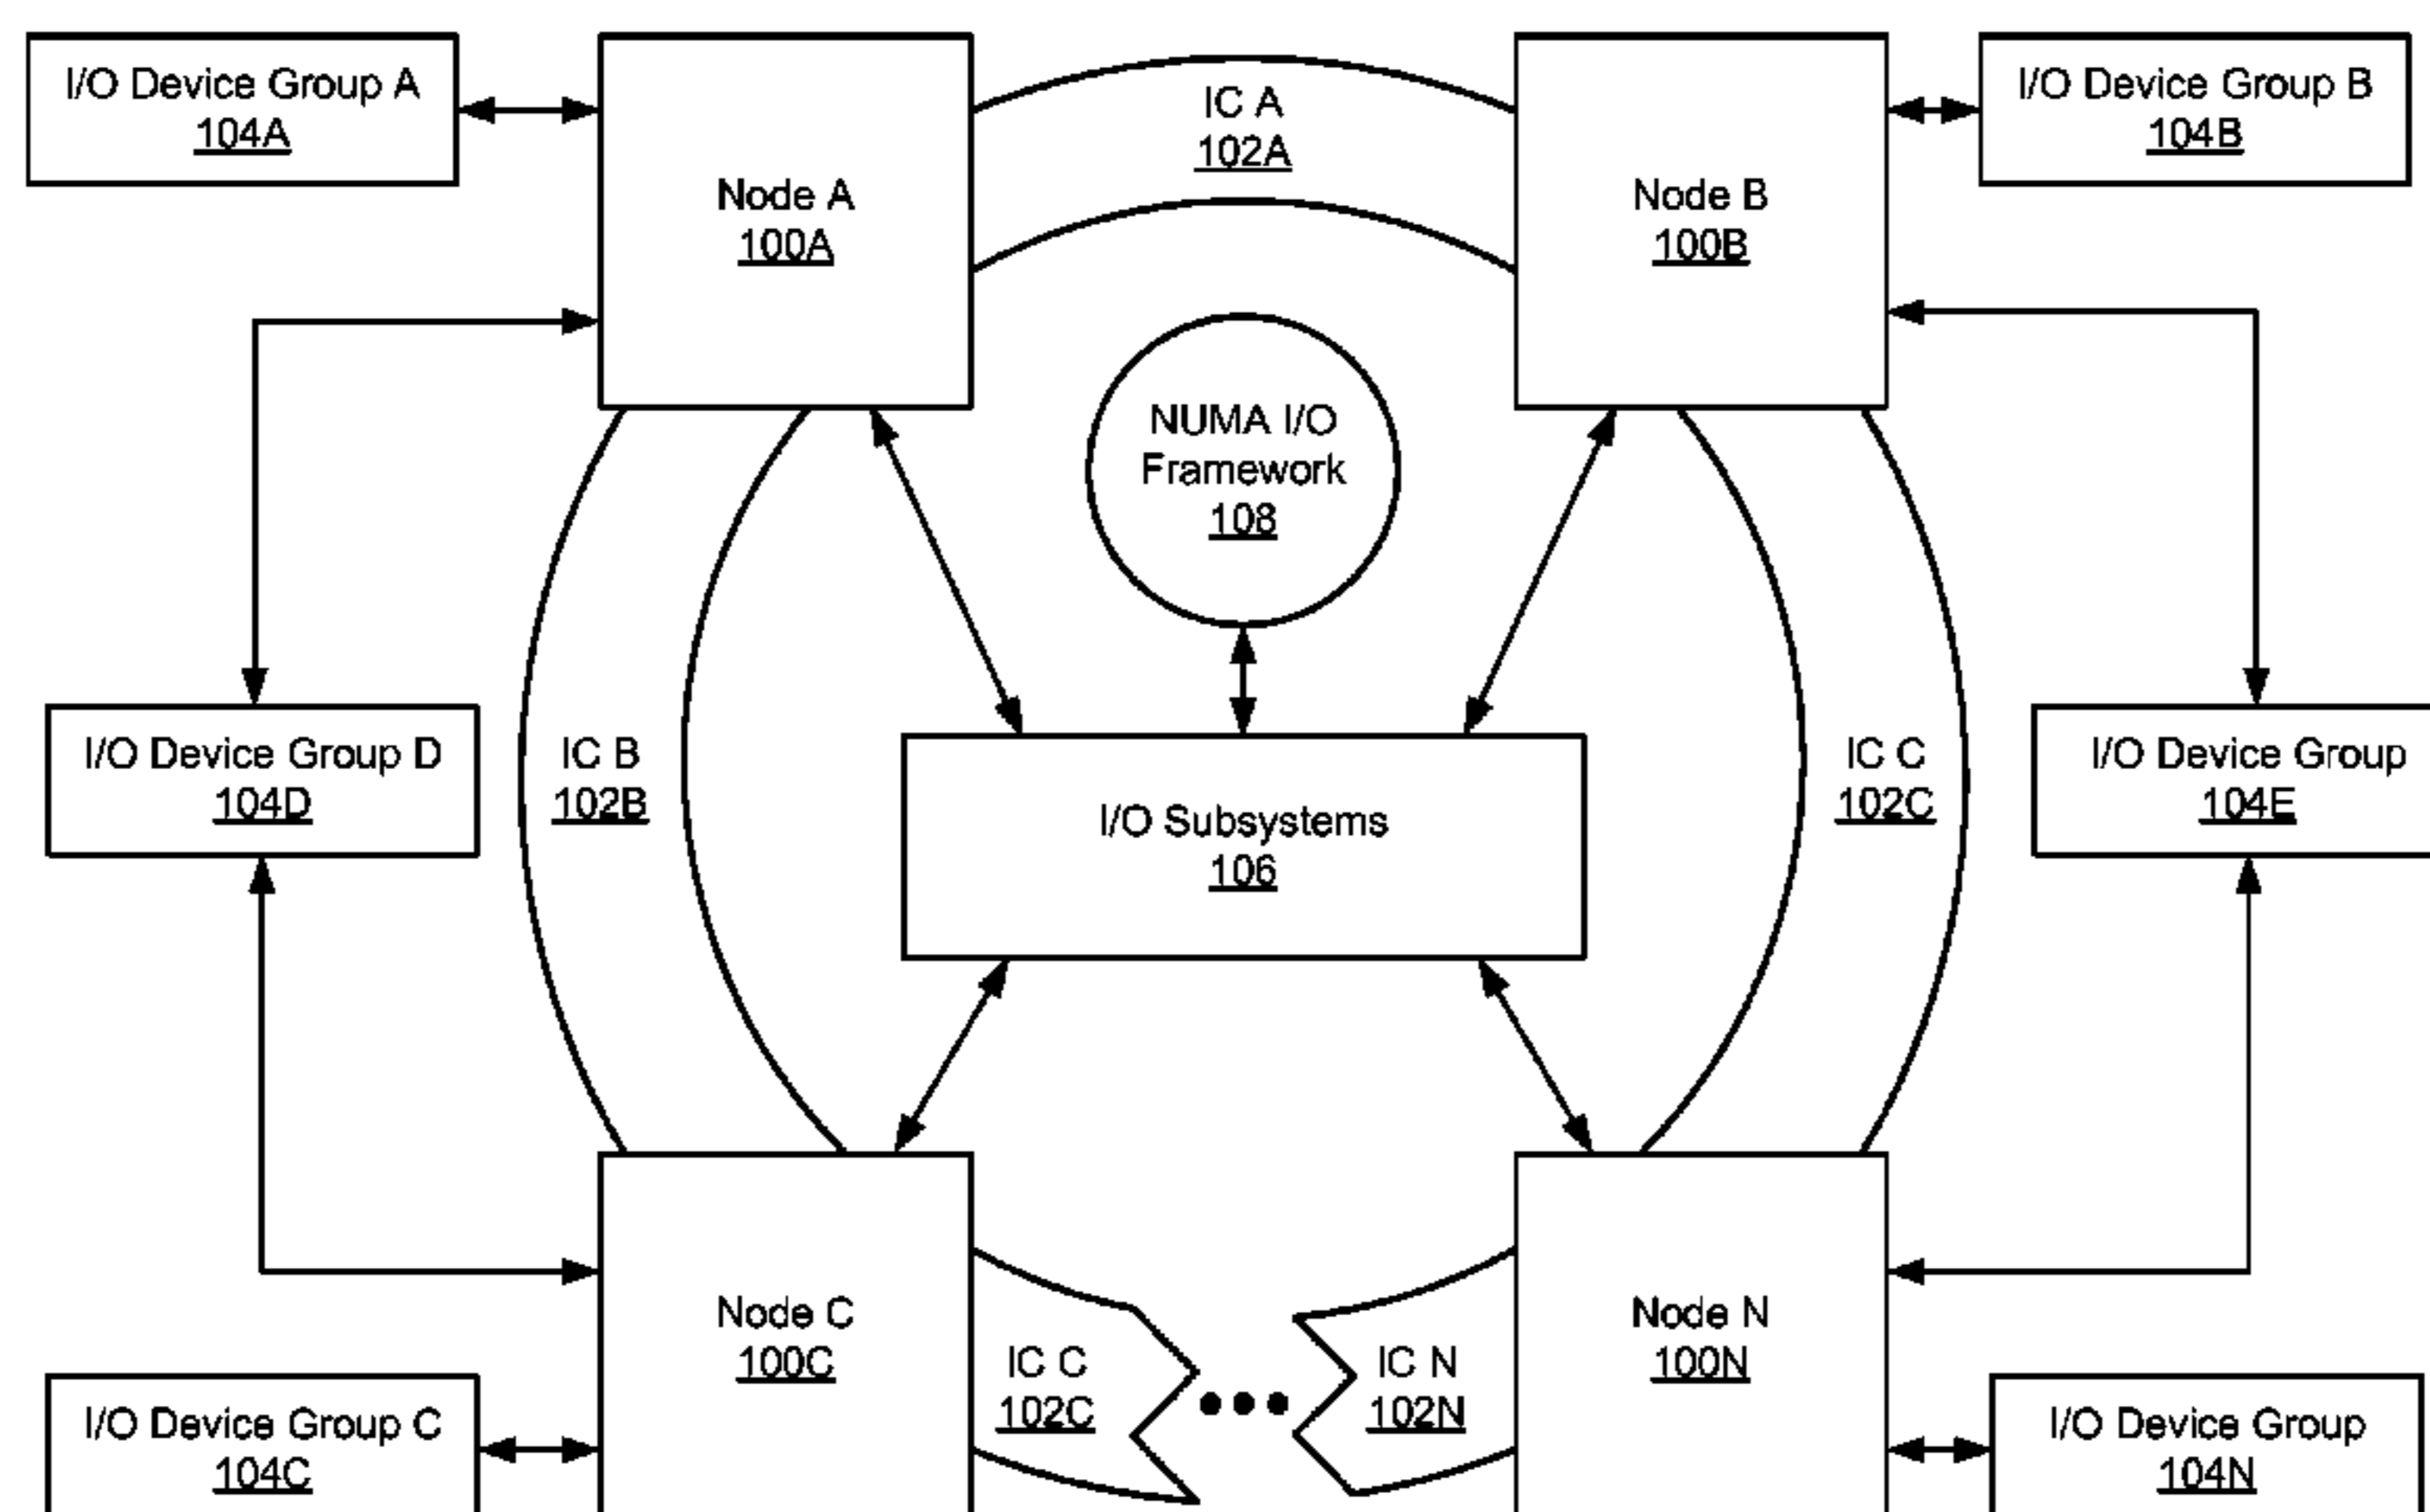 I/O Device Group A
104A
Node A
100A
IC A
102A
Node B
100B
I/O Device Group B
104B
NUMA I/O
Framework
108
I/O Device Group D
104D
IC B
102B
I/O Subsystems
106
IC C
102C
I/O Device Group
104E
Node C
100C
IC C
102C
IC N
102N
Node N
100N
I/O Device Group C
104C
I/O Device Group
104N